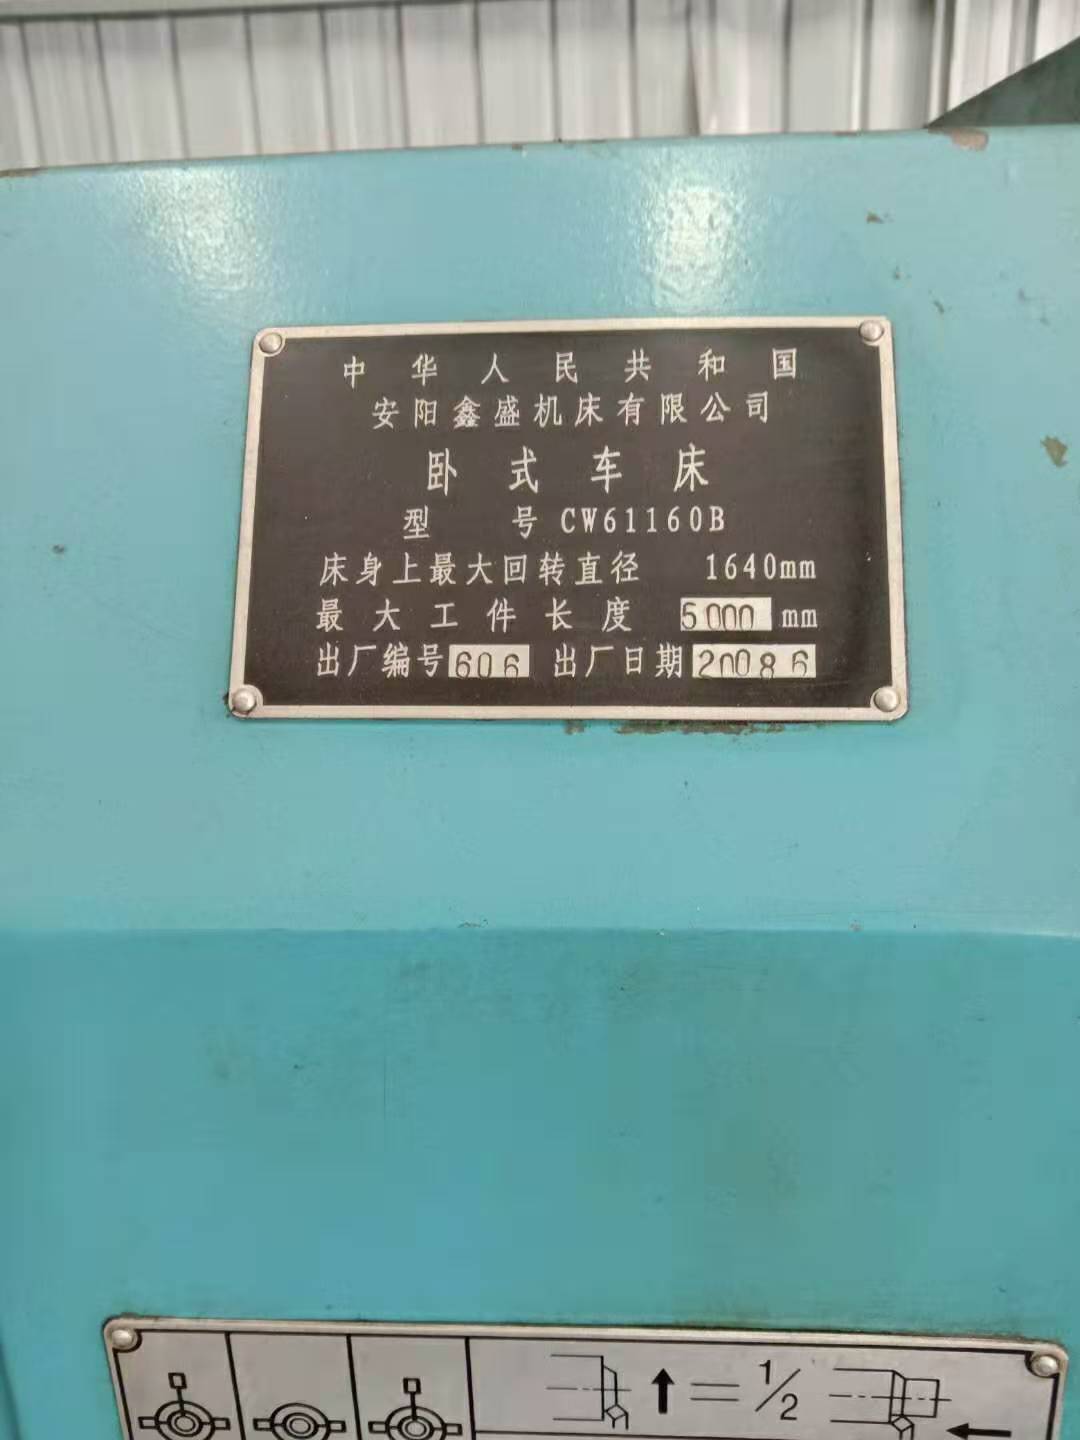 中华人民共和国
安阳鑫盛机床有限公司
卧式车床
型 号 CW61160B
床身上最大回转直径 1640mm
最大工件长度 5000 mm
出厂编号 606 出厂日期 2008 6
= 1/2